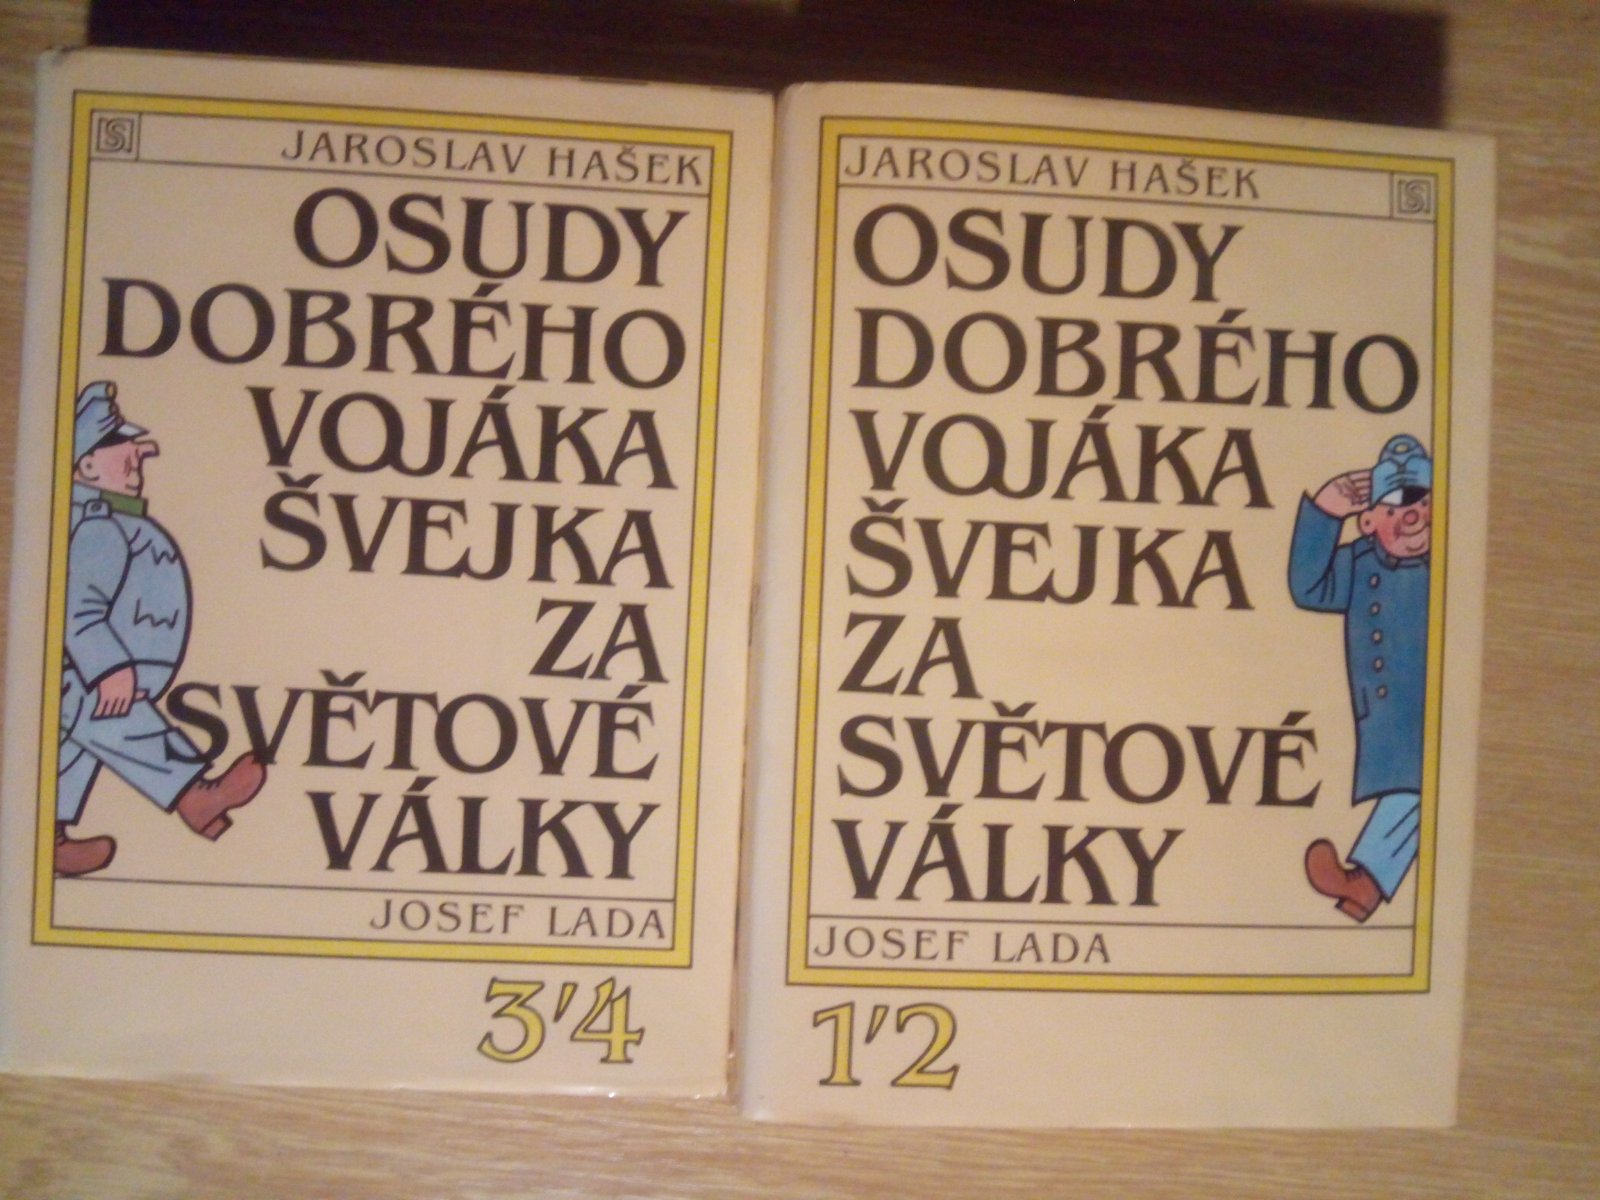 JAROSLAV HAŠEK
OSUDY
DOBRÉHO
VOJÁKA
ŠVEJKA
ZA
SVĚTOVÉ
VÁLKY
JOSEF LADA
3'4
JAROSLAV HAŠEK
OSUDY
DOBRÉHO
VOJÁKA
ŠVEJKA
ZA
SVĚTOVÉ
VÁLKY
JOSEF LADA
1'2